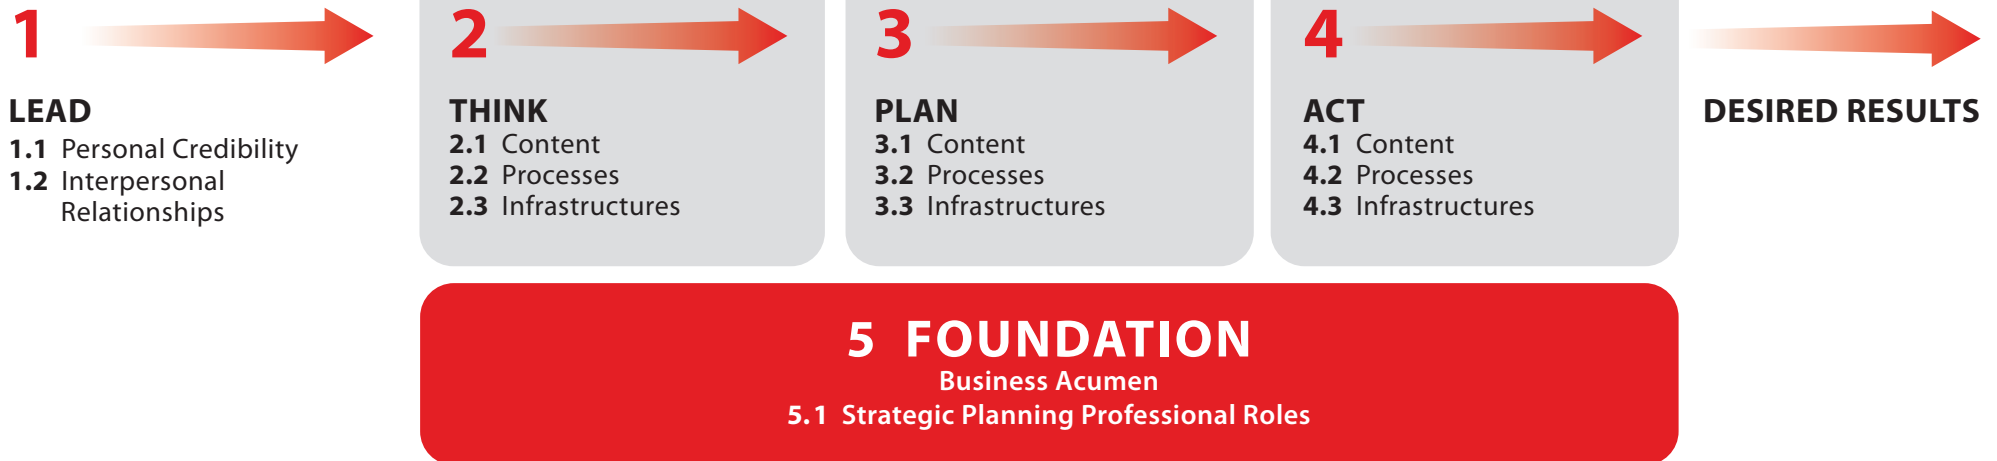 1
LEAD
1.1 Personal Credibility
1.2 Interpersonal
Relationships
2
THINK
2.1 Content
2.2 Processes
2.3 Infrastructures
3
PLAN
3.1 Content
3.2 Processes
3.3 Infrastructures
4
ACT
4.1 Content
4.2 Processes
4.3 Infrastructures
DESIRED RESULTS
5 FOUNDATION
Business Acumen
5.1 Strategic Planning Professional Roles